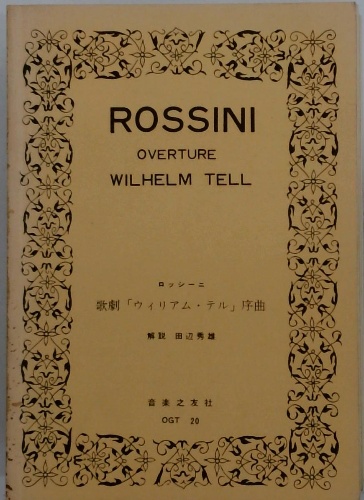 ROSSINI
OVERTURE
WILHELM TELL
ロッシーニ
歌劇「ウィリアム・テル」序曲
解説 田辺秀雄
音楽之友社
OGT 20